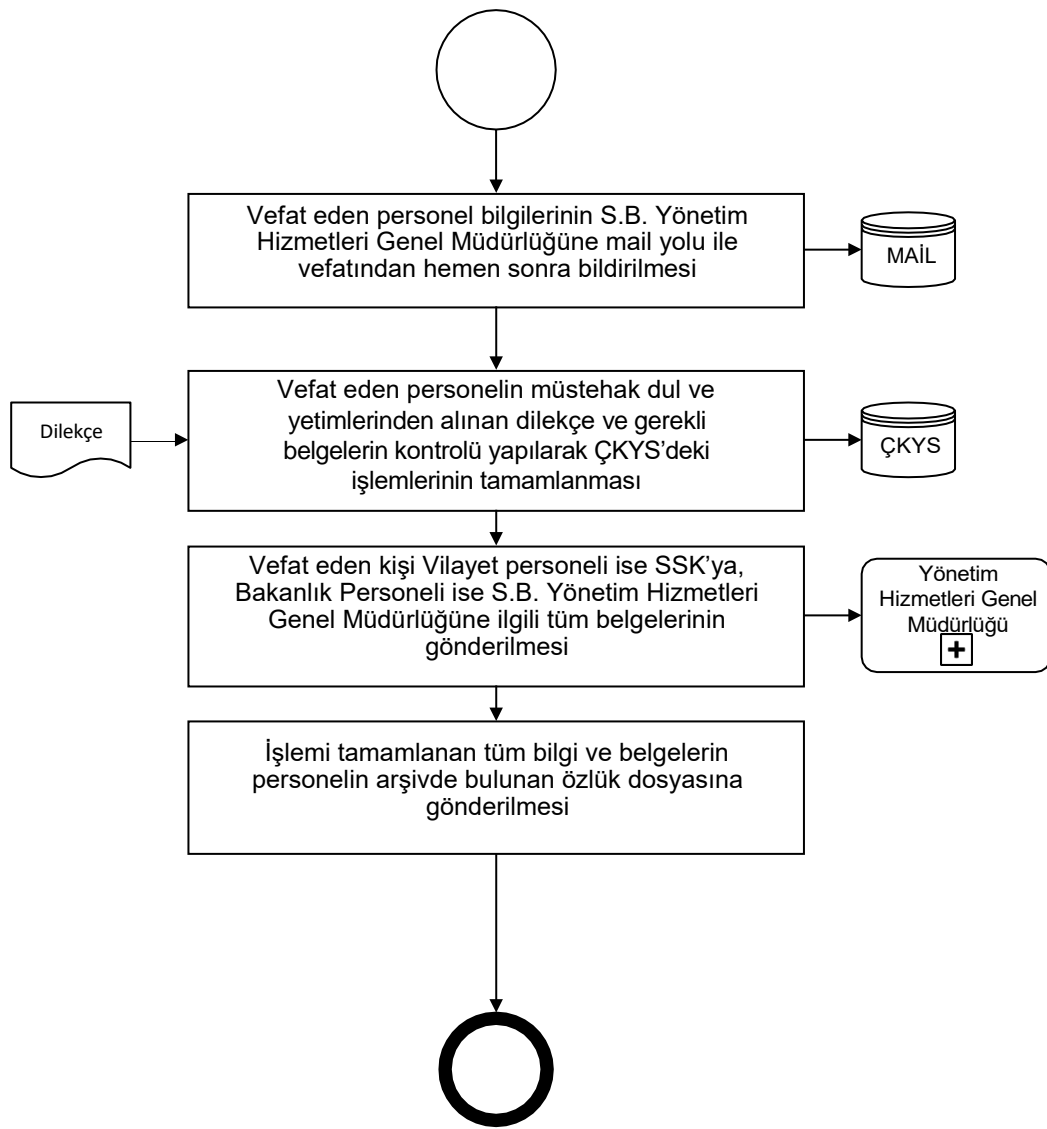 Vefat eden personel bilgilerinin S.B. Yönetim
Hizmetleri Genel Müdürlüğüne mail yolu ile
vefatından hemen sonra bildirilmesi
MAİL
Vefat eden personelin müstehak dul ve
yetimlerinden alınan dilekçe ve gerekli
belgelerin kontrolü yapılarak ÇKYS’deki
işlemlerinin tamamlanması
Dilekçe
ÇKYS
Vefat eden kişi Vilayet personeli ise SSK’ya,
Bakanlık Personeli ise S.B. Yönetim Hizmetleri
Genel Müdürlüğüne ilgili tüm belgelerinin
gönderilmesi
Yönetim
Hizmetleri Genel
Müdürlüğü
İşlemi tamamlanan tüm bilgi ve belgelerin
personelin arşivde bulunan özlük dosyasına
gönderilmesi